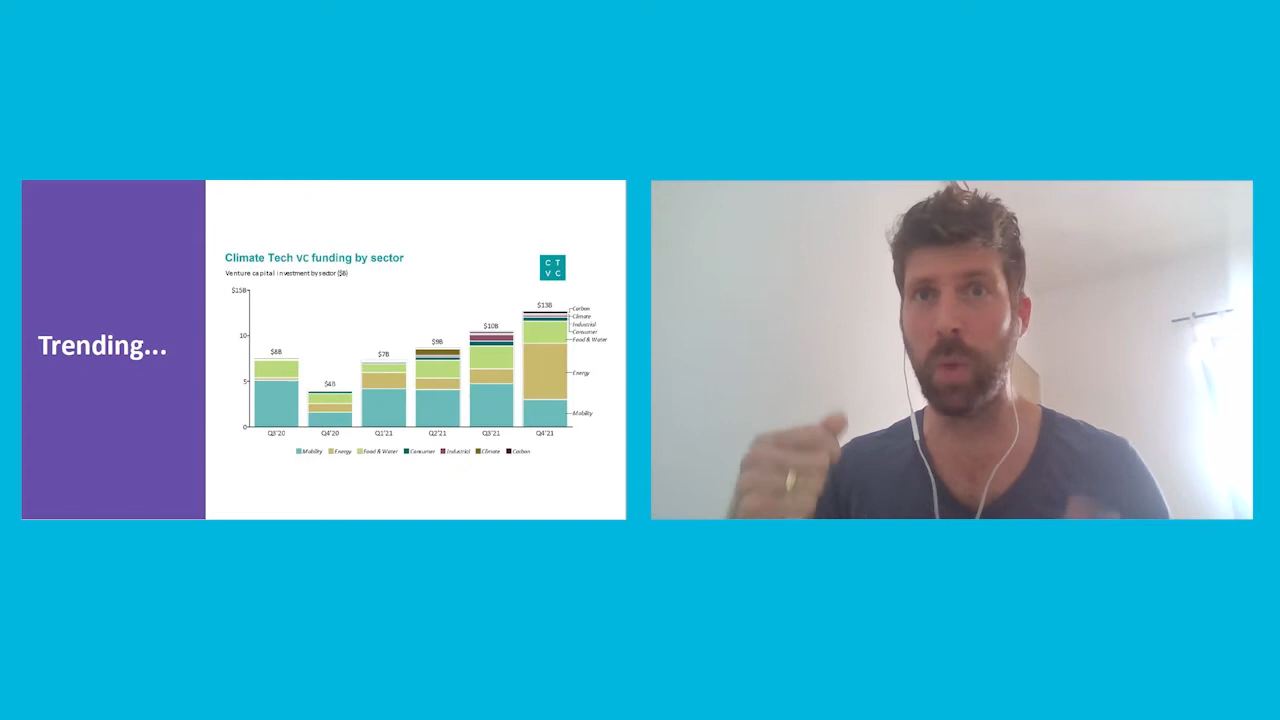 Trending...
Climate Tech VC funding by sector
Venture capital investment by sector ($B)
C T
V C
$15B
10
5
0
$8B
$4B
$7B
$9B
$10B
$13B
Carbon
Climate
Industrial
Consumer
Food & Water
Energy
Mobility
Q3'20 Q4'20 Q1'21 Q2'21 Q3'21 Q4'21
Mobility Energy Food & Water Consumer Industrial Climate Carbon